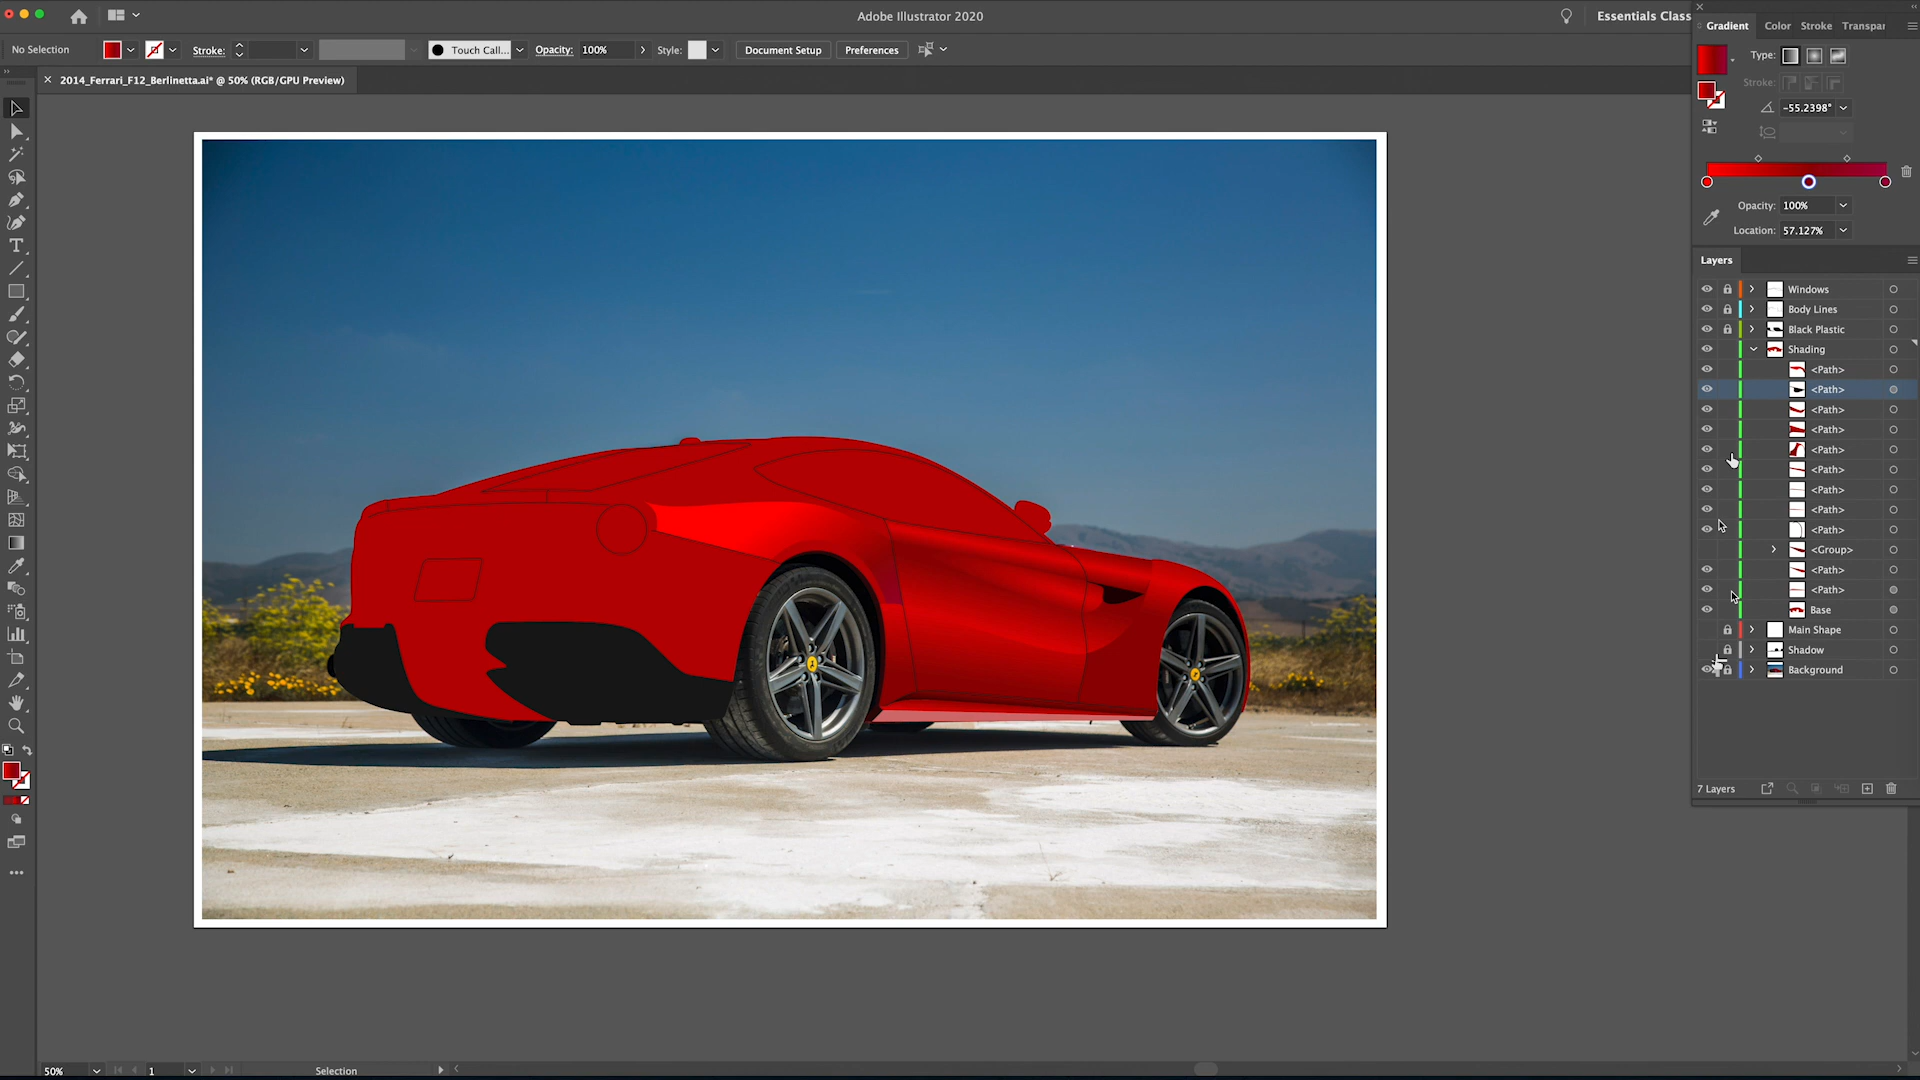 Adobe Illustrator 2020
Essentials Class
No Selection
Stroke:
Touch Call...
Opacity: 100%
Style:
Document Setup
Preferences
2014_Ferrari_F12_Berlinetta.ai* @ 50% (RGB/GPU Preview)
Gradient Color Stroke Transpar
Type:
Stroke:
-55.2398°
Opacity: 100%
Location: 57.127%
Layers
Windows
Body Lines
Black Plastic
Shading
<Path>
<Path>
<Path>
<Path>
<Path>
<Path>
<Path>
<Path>
<Path>
<Group>
<Path>
<Path>
Base
Main Shape
Shadow
Background
7 Layers
50% 1 Selection